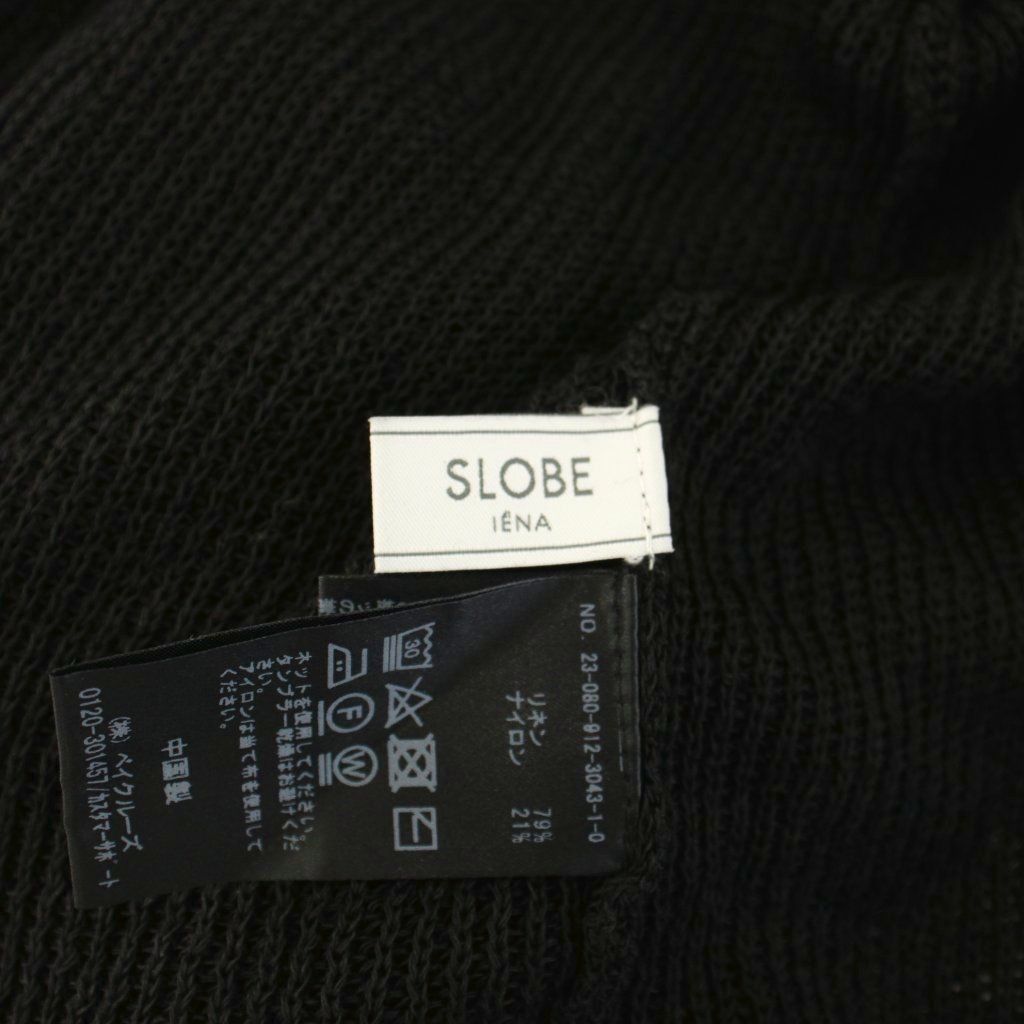 SLOBE
IÉNA
NO. 23-080-912-3043-1-0
リネン 79%
ナイロン 21%
30
F
W
ネットを使用してください。
タンブラー乾燥はお避けくだ
さい。
アイロンは当て布を使用して
ください。
中国製
(株)ベイクルーズ
0120-301457/カスタマーサポート